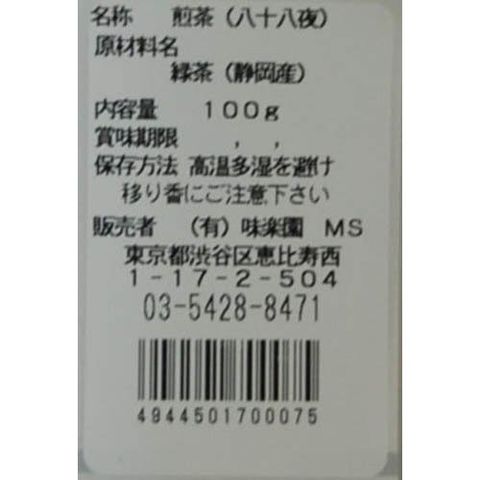 名称　煎茶（八十八夜）
原材料名
緑茶（静岡産）
内容量　１００ｇ
賞味期限　，　，
保存方法　高温多湿を避け
移り香にご注意下さい
販売者　（有）味楽園　ＭＳ
東京都渋谷区恵比寿西
１－１７－２－５０４
03-5428-8471
4944501700075